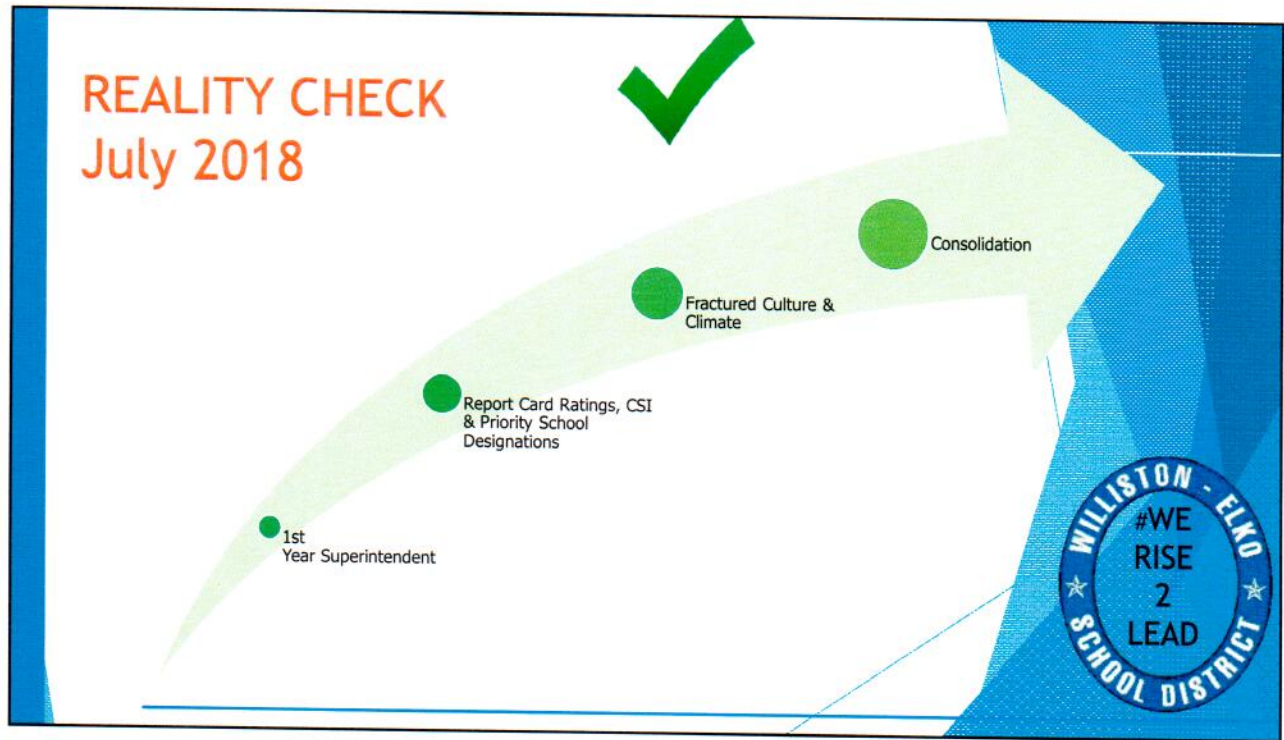 REALITY CHECK
July 2018
Consolidation
Fractured Culture &
Climate
Report Card Ratings, CSI
& Priority School
Designations
1st
Year Superintendent
WILLISTON - ELKO
#WE
RISE
2
LEAD
SCHOOL DISTRICT